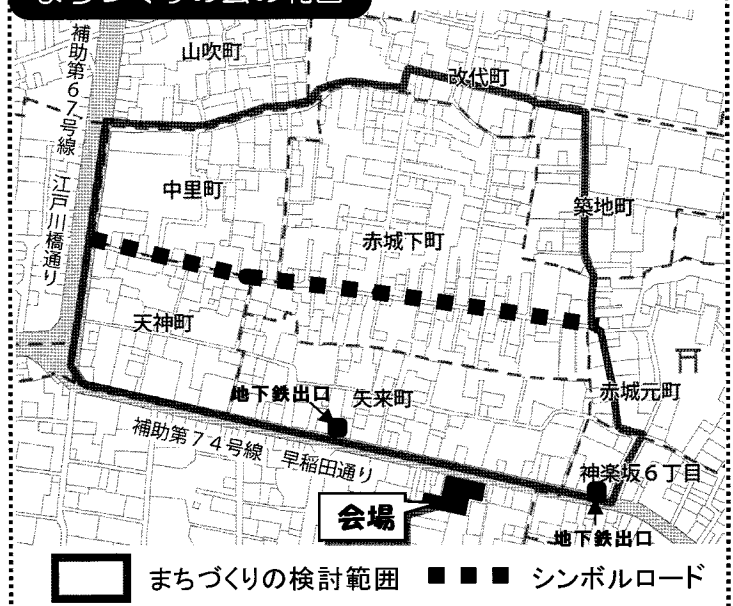 まちづくりの会の範囲
山吹町
改代町
補助第67号線 江戸川橋通り
中里町
築地町
赤城下町
天神町
地下鉄出口
矢来町
赤城元町
補助第74号線 早稲田通り
神楽坂6丁目
会場
地下鉄出口
まちづくりの検討範囲
シンボルロード